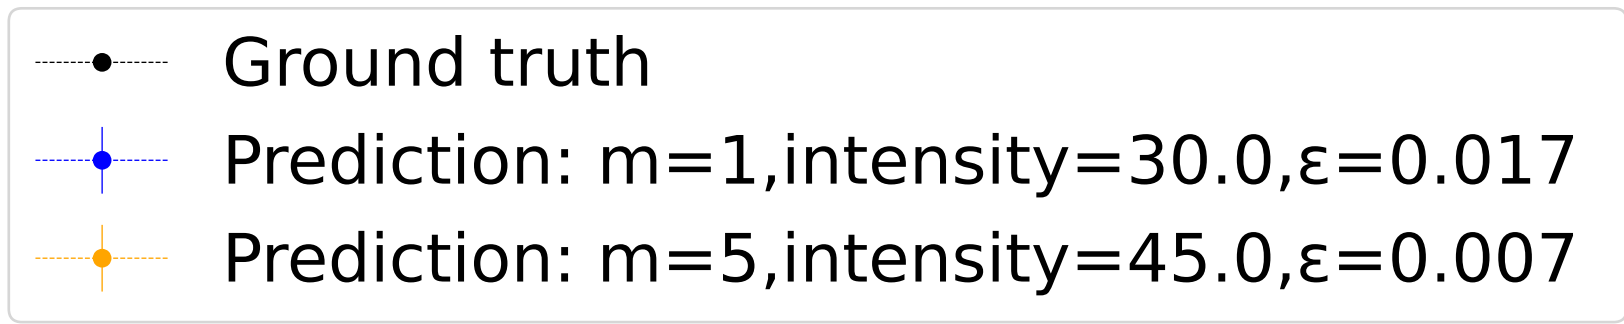 Ground truth
Prediction: m=1,intensity=30.0,ε=0.017
Prediction: m=5,intensity=45.0,ε=0.007